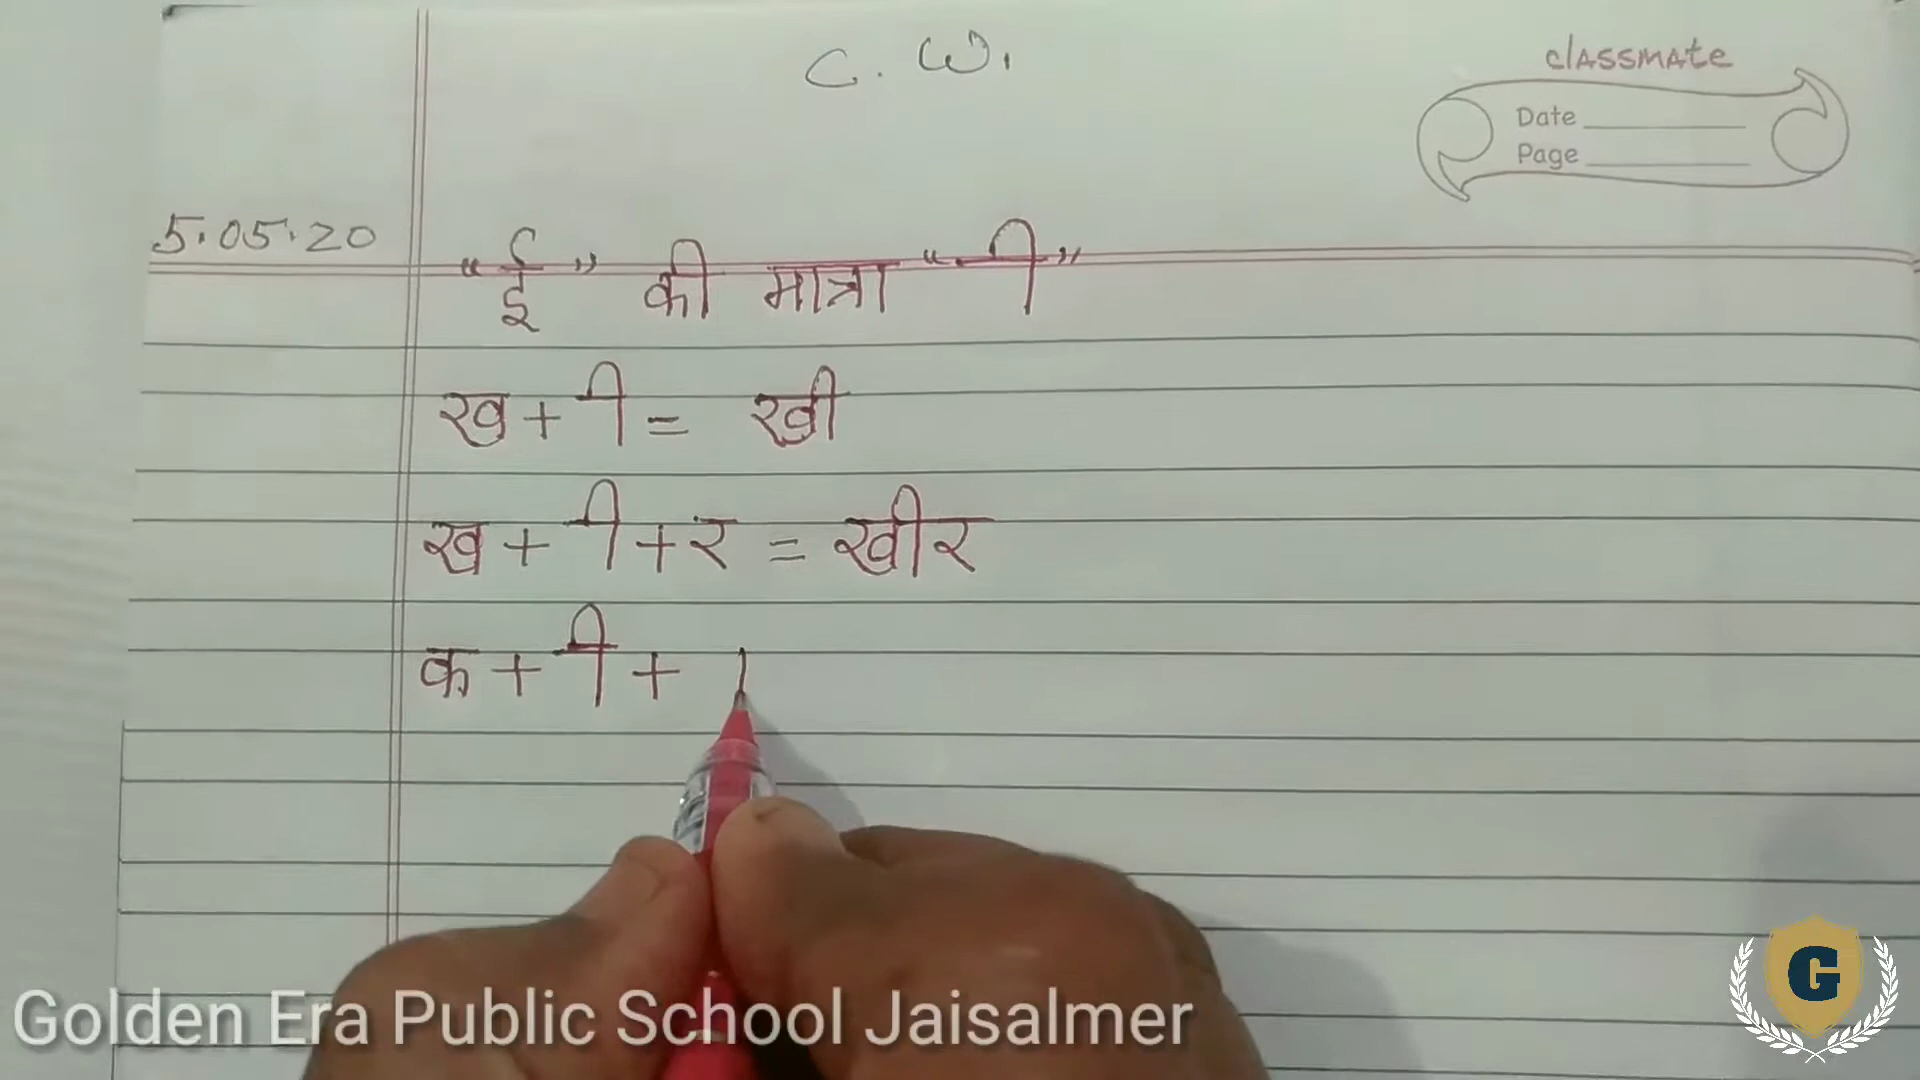 C. W.
classmate
Date
Page
5.05.20
"ई" की मात्रा "ी"
ख + ी = खी
ख + ी + र = खीर
क + ी +
Golden Era Public School Jaisalmer
G